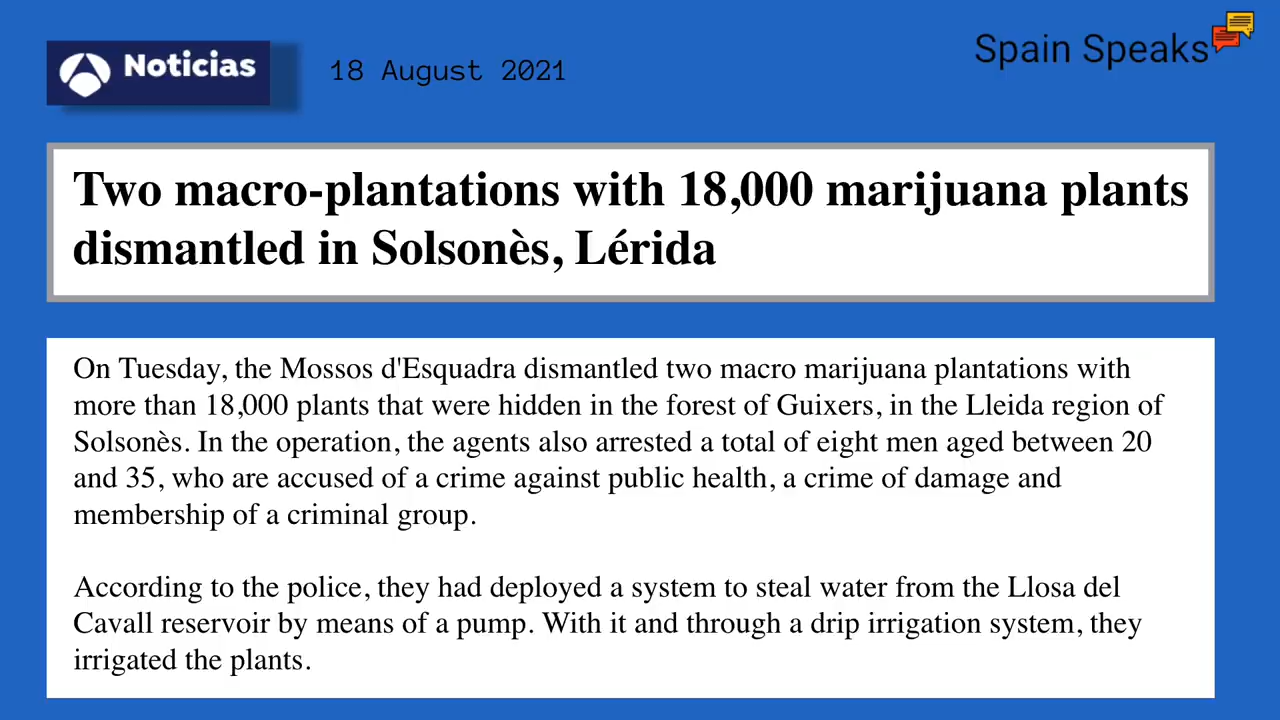 Noticias
18 August 2021
Spain Speaks
Two macro-plantations with 18,000 marijuana plants
dismantled in Solsonès, Lérida
On Tuesday, the Mossos d'Esquadra dismantled two macro marijuana plantations with
more than 18,000 plants that were hidden in the forest of Guixers, in the Lleida region of
Solsonès. In the operation, the agents also arrested a total of eight men aged between 20
and 35, who are accused of a crime against public health, a crime of damage and
membership of a criminal group.
According to the police, they had deployed a system to steal water from the Llosa del
Cavall reservoir by means of a pump. With it and through a drip irrigation system, they
irrigated the plants.